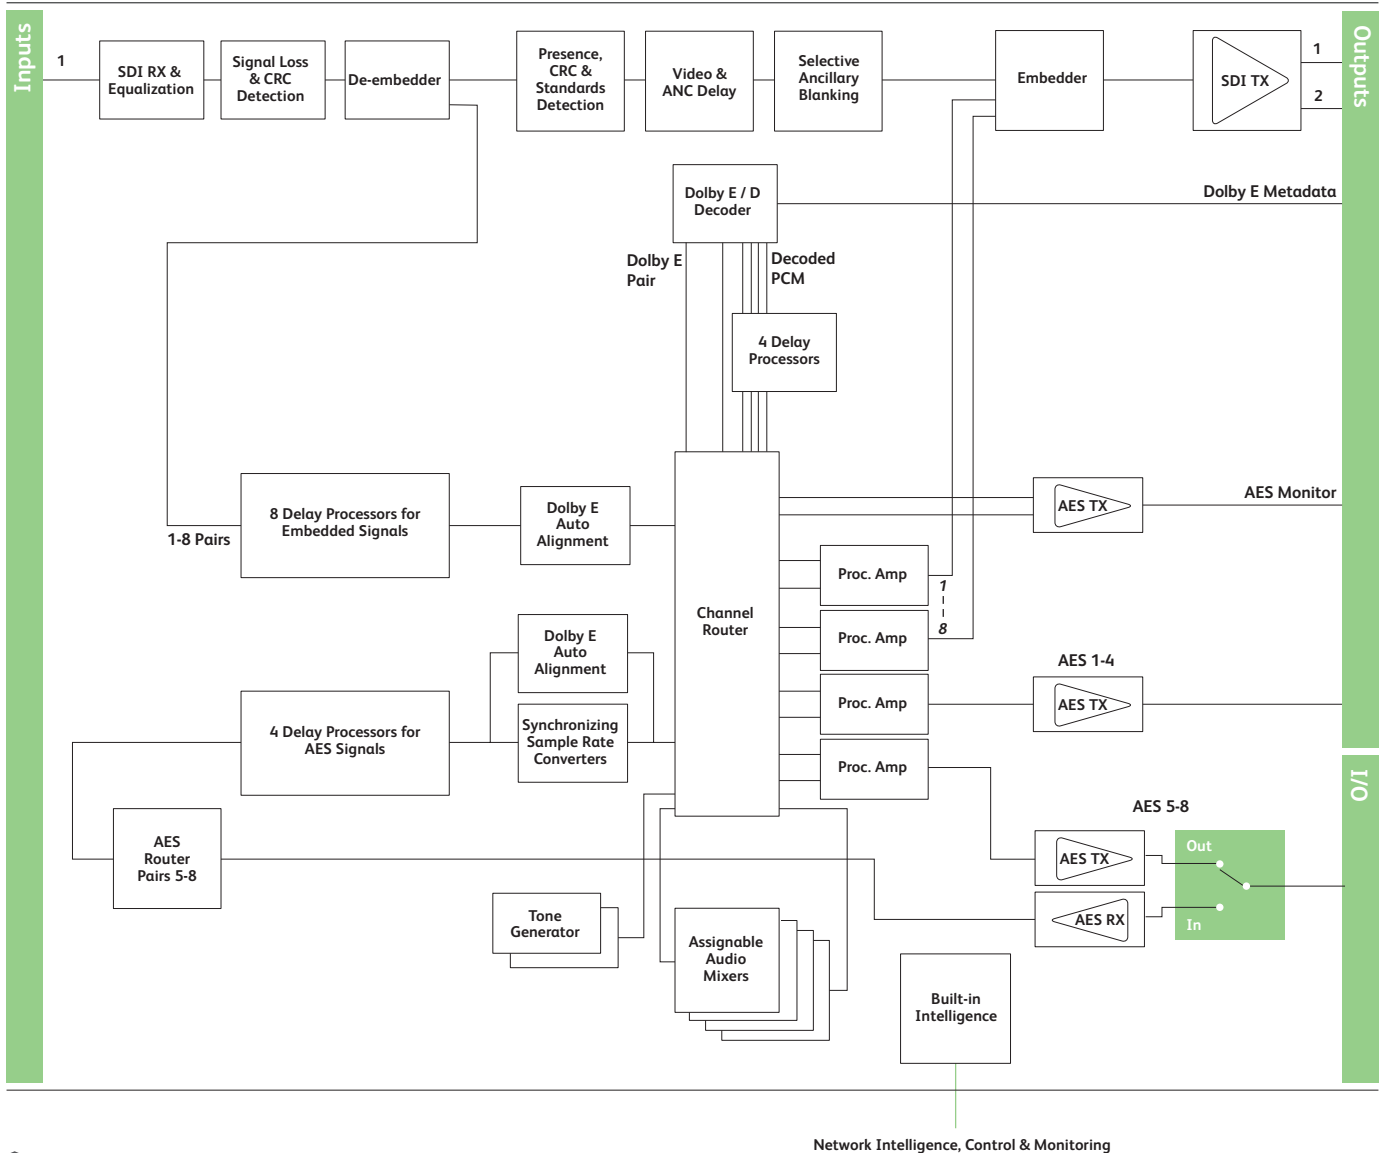 Inputs
Outputs
1
SDI RX &
Equalization
Signal Loss
& CRC
Detection
De-embedder
Presence,
CRC &
Standards
Detection
Video &
ANC Delay
Selective
Ancillary
Blanking
Embedder
SDI TX
1
2
Dolby E / D
Decoder
Dolby E Metadata
Dolby E
Pair
Decoded
PCM
4 Delay
Processors
8 Delay Processors for
Embedded Signals
1-8 Pairs
Dolby E
Auto
Alignment
Channel
Router
AES TX
AES Monitor
Proc. Amp
1
8
Proc. Amp
Dolby E
Auto
Alignment
AES 1-4
Proc. Amp
AES TX
4 Delay Processors for
AES Signals
Synchronizing
Sample Rate
Converters
Proc. Amp
I/O
AES 5-8
AES
Router
Pairs 5-8
AES TX
Out
AES RX
In
Tone
Generator
Assignable
Audio
Mixers
Built-in
Intelligence
Network Intelligence, Control & Monitoring